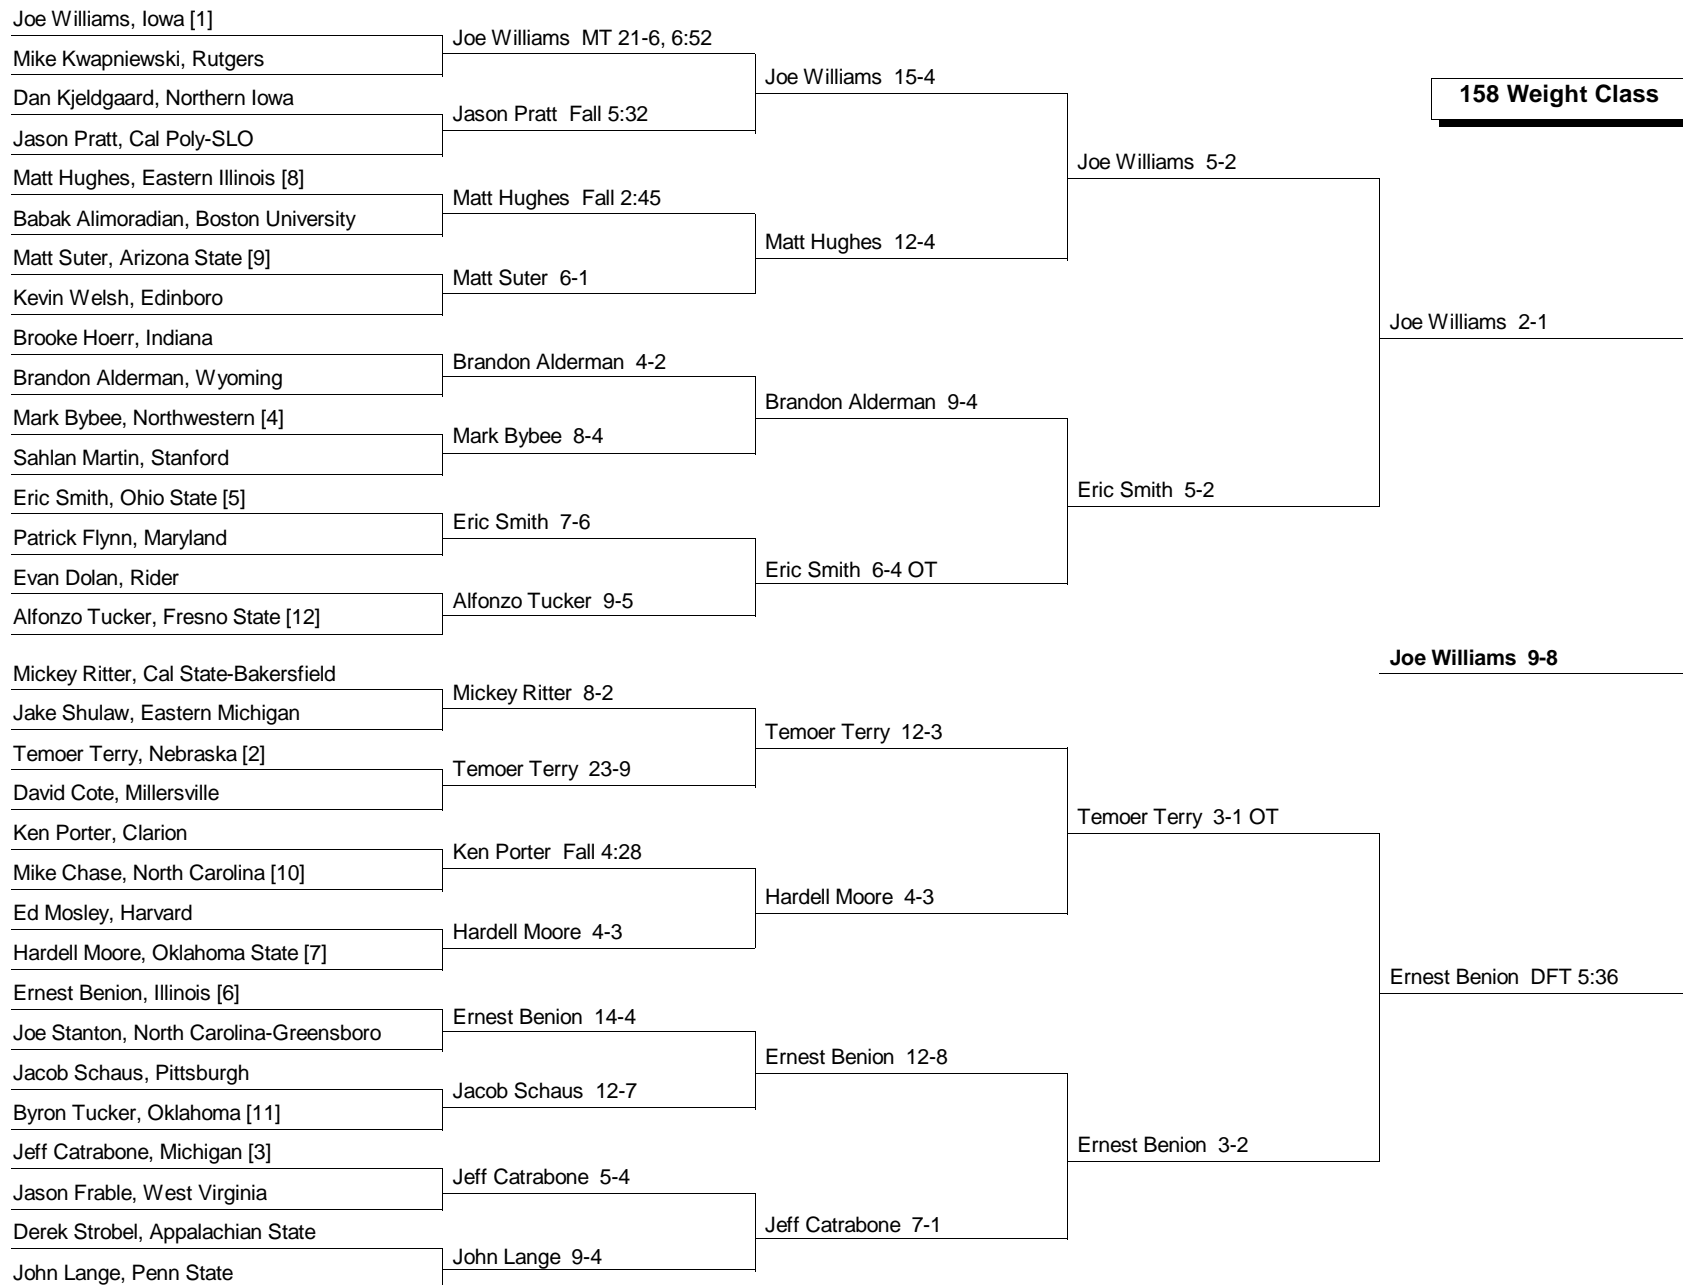 Joe Williams, Iowa [1]
Mike Kwapniewski, Rutgers
Dan Kjeldgaard, Northern Iowa
Jason Pratt, Cal Poly-SLO
Matt Hughes, Eastern Illinois [8]
Babak Alimoradian, Boston University
Matt Suter, Arizona State [9]
Kevin Welsh, Edinboro
Brooke Hoerr, Indiana
Brandon Alderman, Wyoming
Mark Bybee, Northwestern [4]
Sahlan Martin, Stanford
Eric Smith, Ohio State [5]
Patrick Flynn, Maryland
Evan Dolan, Rider
Alfonzo Tucker, Fresno State [12]
Mickey Ritter, Cal State-Bakersfield
Jake Shulaw, Eastern Michigan
Temoer Terry, Nebraska [2]
David Cote, Millersville
Ken Porter, Clarion
Mike Chase, North Carolina [10]
Ed Mosley, Harvard
Hardell Moore, Oklahoma State [7]
Ernest Benion, Illinois [6]
Joe Stanton, North Carolina-Greensboro
Jacob Schaus, Pittsburgh
Byron Tucker, Oklahoma [11]
Jeff Catrabone, Michigan [3]
Jason Frable, West Virginia
Derek Strobel, Appalachian State
John Lange, Penn State
Joe Williams MT 21-6, 6:52
Jason Pratt Fall 5:32
Matt Hughes Fall 2:45
Matt Suter 6-1
Brandon Alderman 4-2
Mark Bybee 8-4
Eric Smith 7-6
Alfonzo Tucker 9-5
Mickey Ritter 8-2
Temoer Terry 23-9
Ken Porter Fall 4:28
Hardell Moore 4-3
Ernest Benion 14-4
Jacob Schaus 12-7
Jeff Catrabone 5-4
John Lange 9-4
Joe Williams 15-4
Matt Hughes 12-4
Brandon Alderman 9-4
Eric Smith 6-4 OT
Temoer Terry 12-3
Hardell Moore 4-3
Ernest Benion 12-8
Jeff Catrabone 7-1
Joe Williams 5-2
Eric Smith 5-2
Temoer Terry 3-1 OT
Ernest Benion 3-2
158 Weight Class
Joe Williams 2-1
Joe Williams 9-8
Ernest Benion DFT 5:36